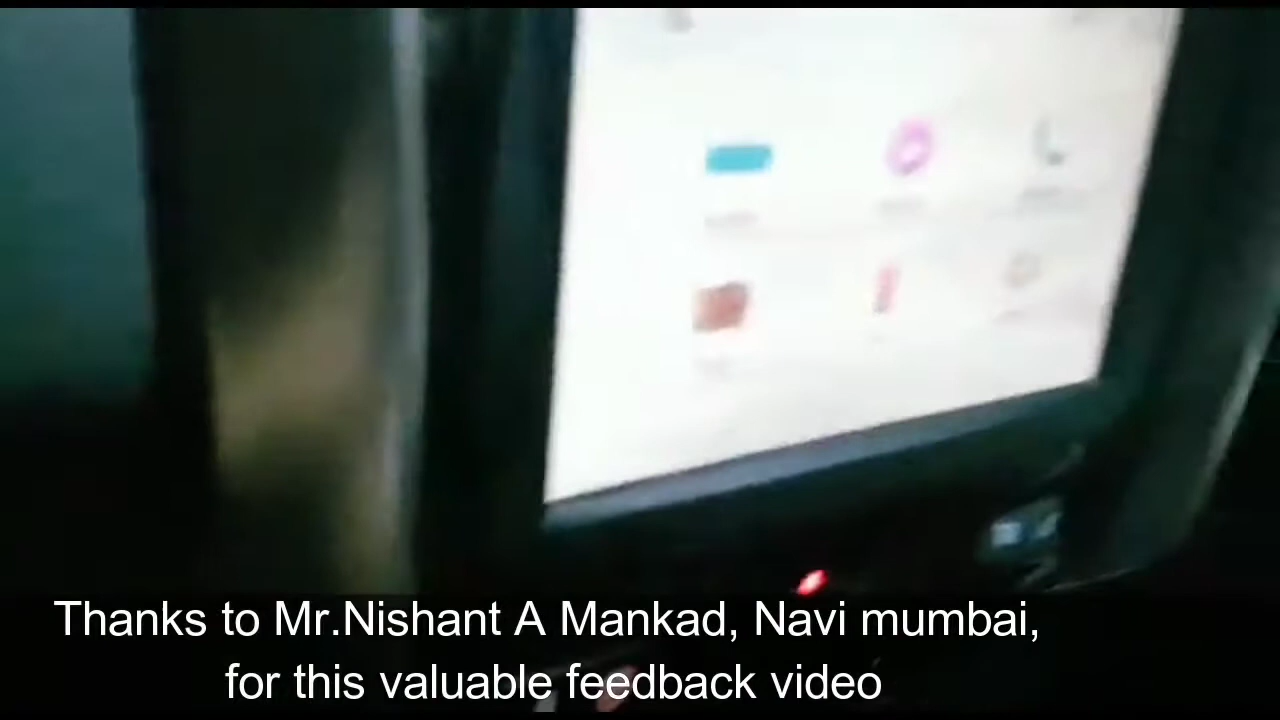 Thanks to Mr.Nishant A Mankad, Navi mumbai,
for this valuable feedback video